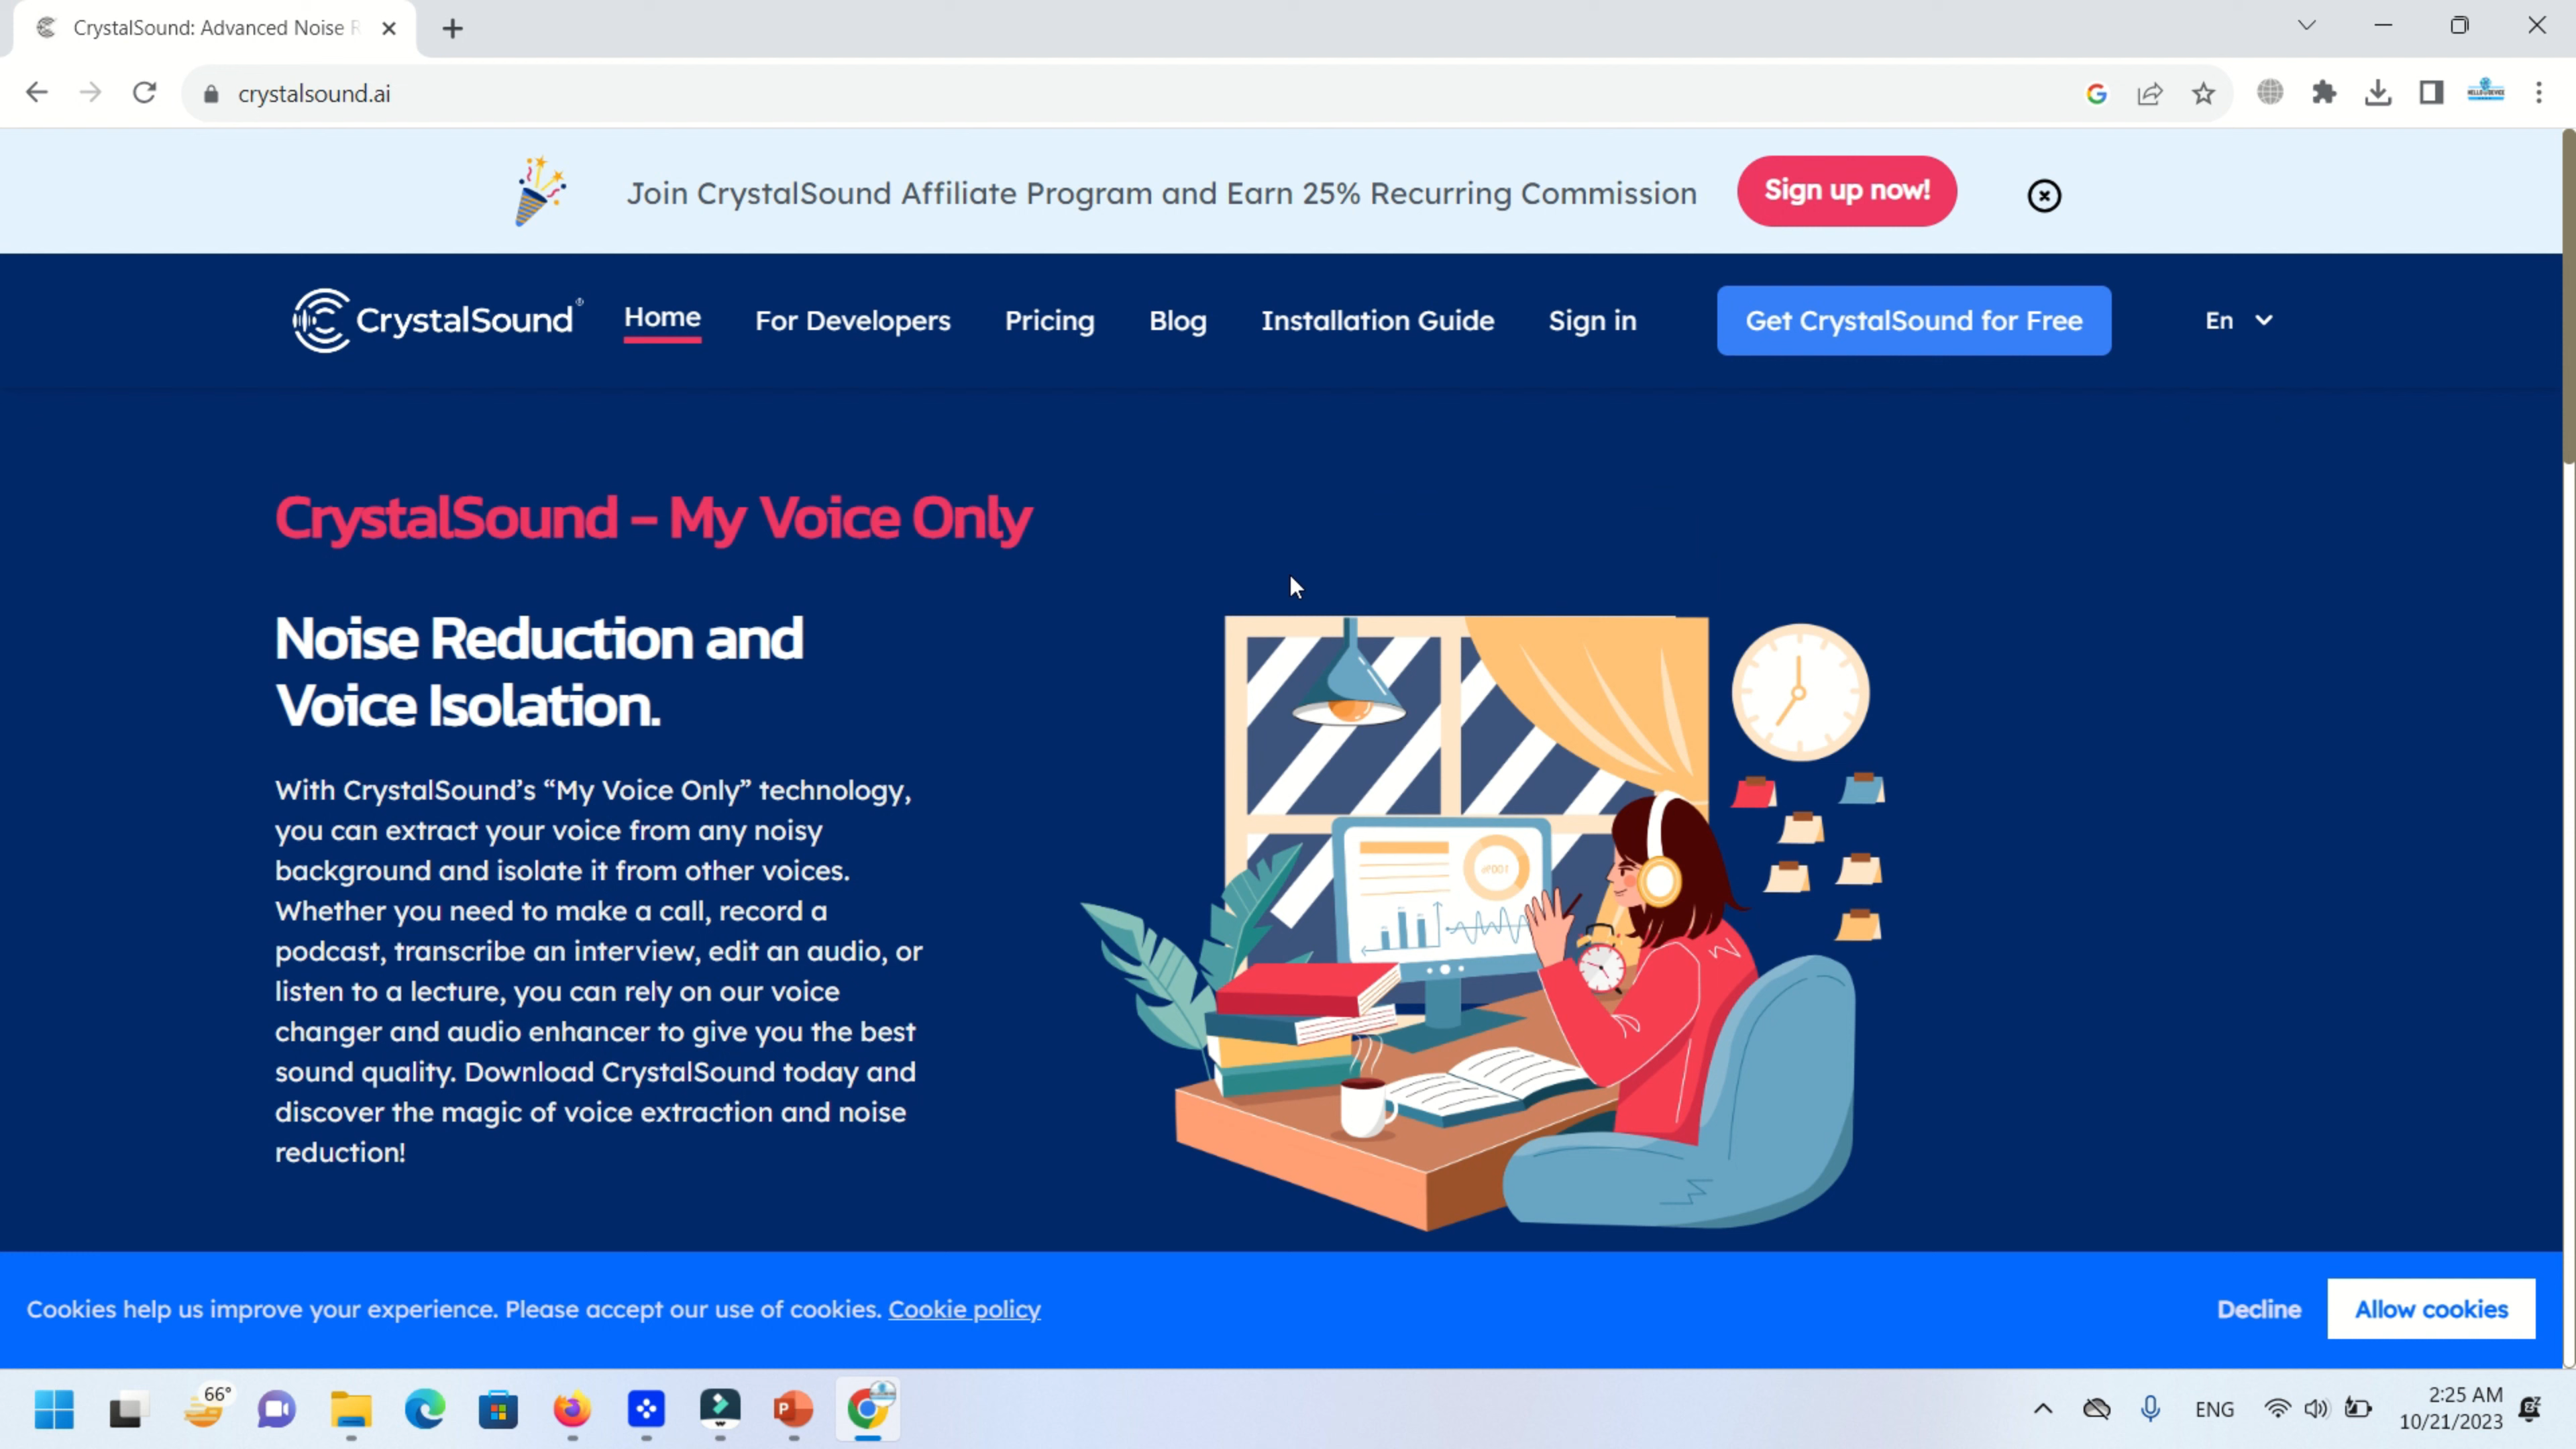 CrystalSound: Advanced Noise R
crystalsound.ai
Join CrystalSound Affiliate Program and Earn 25% Recurring Commission
Sign up now!
CrystalSound®
Home
For Developers
Pricing
Blog
Installation Guide
Sign in
Get CrystalSound for Free
En
CrystalSound - My Voice Only
Noise Reduction and
Voice Isolation.
With CrystalSound's “My Voice Only” technology,
you can extract your voice from any noisy
background and isolate it from other voices.
Whether you need to make a call, record a
podcast, transcribe an interview, edit an audio, or
listen to a lecture, you can rely on our voice
changer and audio enhancer to give you the best
sound quality. Download CrystalSound today and
discover the magic of voice extraction and noise
reduction!
Cookies help us improve your experience. Please accept our use of cookies. Cookie policy
Decline
Allow cookies
66°
ENG
2:25 AM
10/21/2023